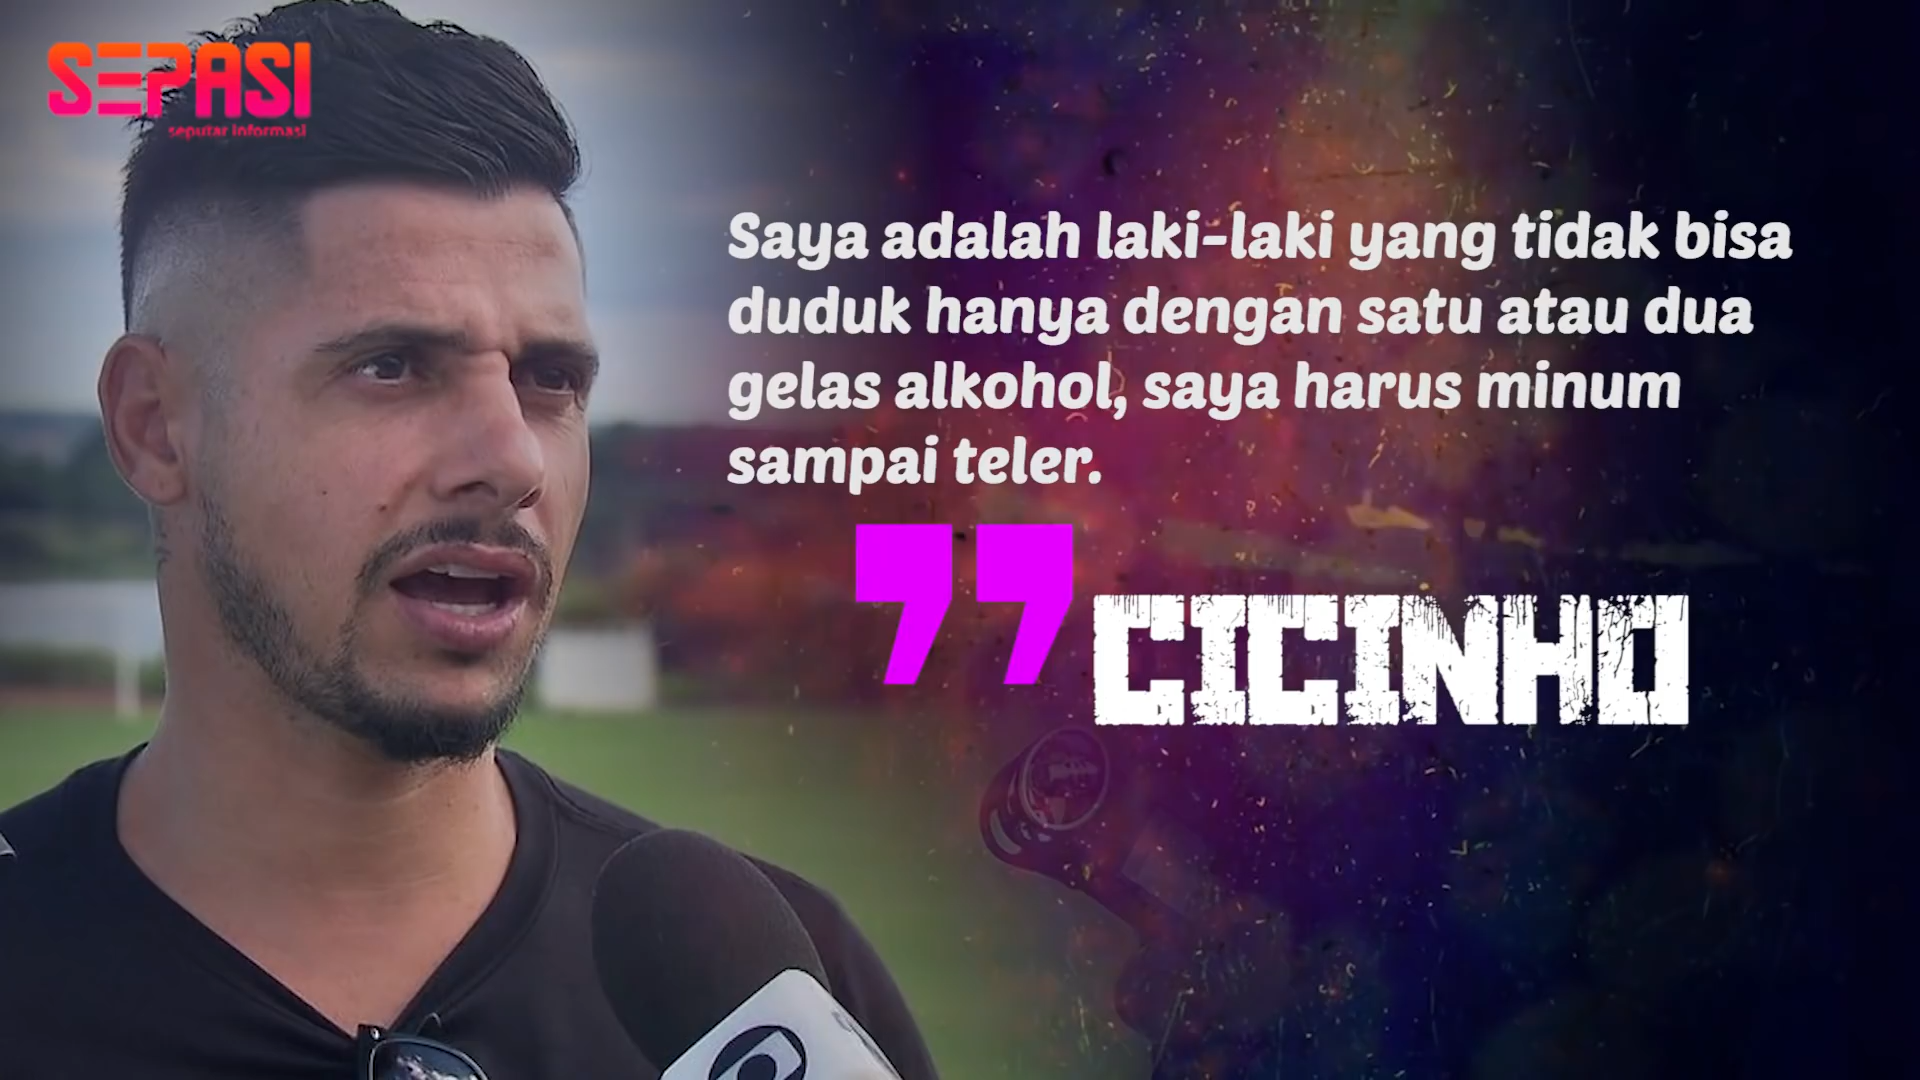 SEPASI
seputar informasi
Saya adalah laki-laki yang tidak bisa
duduk hanya dengan satu atau dua
gelas alkohol, saya harus minum
sampai teler.
”
CICINHO